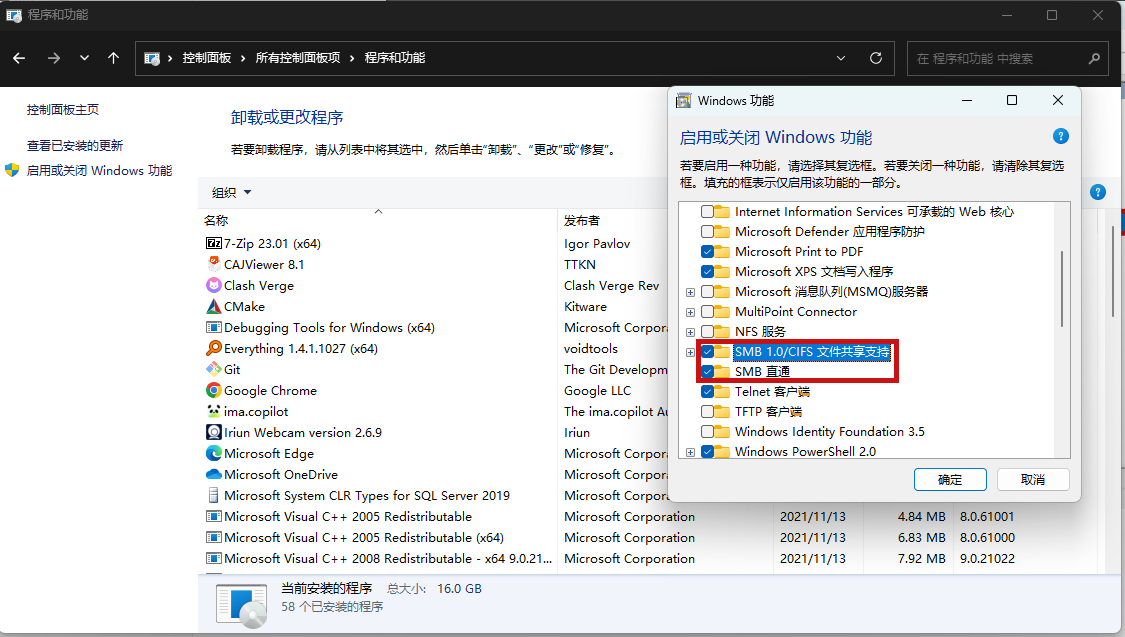 程序和功能
控制面板 › 所有控制面板项 › 程序和功能
在 程序和功能 中搜索
控制面板主页
查看已安装的更新
启用或关闭 Windows 功能
卸载或更改程序
若要卸载程序，请从列表中将其选中，然后单击“卸载”、“更改”或“修复”。
组织
名称 发布者
7-Zip 23.01 (x64) Igor Pavlov
CAJViewer 8.1 TTKN
Clash Verge Clash Verge Rev
CMake Kitware
Debugging Tools for Windows (x64) Microsoft Corpora
Everything 1.4.1.1027 (x64) voidtools
Git The Git Developm
Google Chrome Google LLC
ima.copilot The ima.copilot Au
Iriun Webcam version 2.6.9 Iriun
Microsoft Edge Microsoft Corpora
Microsoft OneDrive Microsoft Corpora
Microsoft System CLR Types for SQL Server 2019 Microsoft Corpora
Microsoft Visual C++ 2005 Redistributable Microsoft Corporation 2021/11/13 4.84 MB 8.0.61001
Microsoft Visual C++ 2005 Redistributable (x64) Microsoft Corporation 2021/11/13 6.83 MB 8.0.61000
Microsoft Visual C++ 2008 Redistributable - x64 9.0.21... Microsoft Corporation 2021/11/13 7.92 MB 9.0.21022
当前安装的程序 总大小: 16.0 GB
58 个已安装的程序
Windows 功能
启用或关闭 Windows 功能
若要启用一种功能，请选择其复选框。若要关闭一种功能，请清除其复选
框。填充的框表示仅启用该功能的一部分。
Internet Information Services 可承载的 Web 核心
Microsoft Defender 应用程序防护
Microsoft Print to PDF
Microsoft XPS 文档写入程序
Microsoft 消息队列(MSMQ)服务器
MultiPoint Connector
NFS 服务
SMB 1.0/CIFS 文件共享支持
SMB 直通
Telnet 客户端
TFTP 客户端
Windows Identity Foundation 3.5
Windows PowerShell 2.0
确定 取消